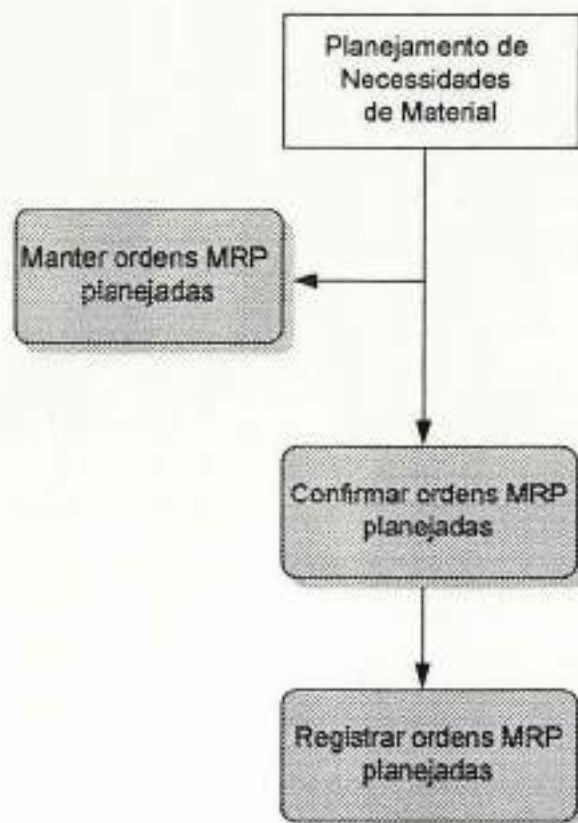 Planejamento de
Necessidades
de Material
Manter ordens MRP
planejadas
Confirmar ordens MRP
planejadas
Registrar ordens MRP
planejadas